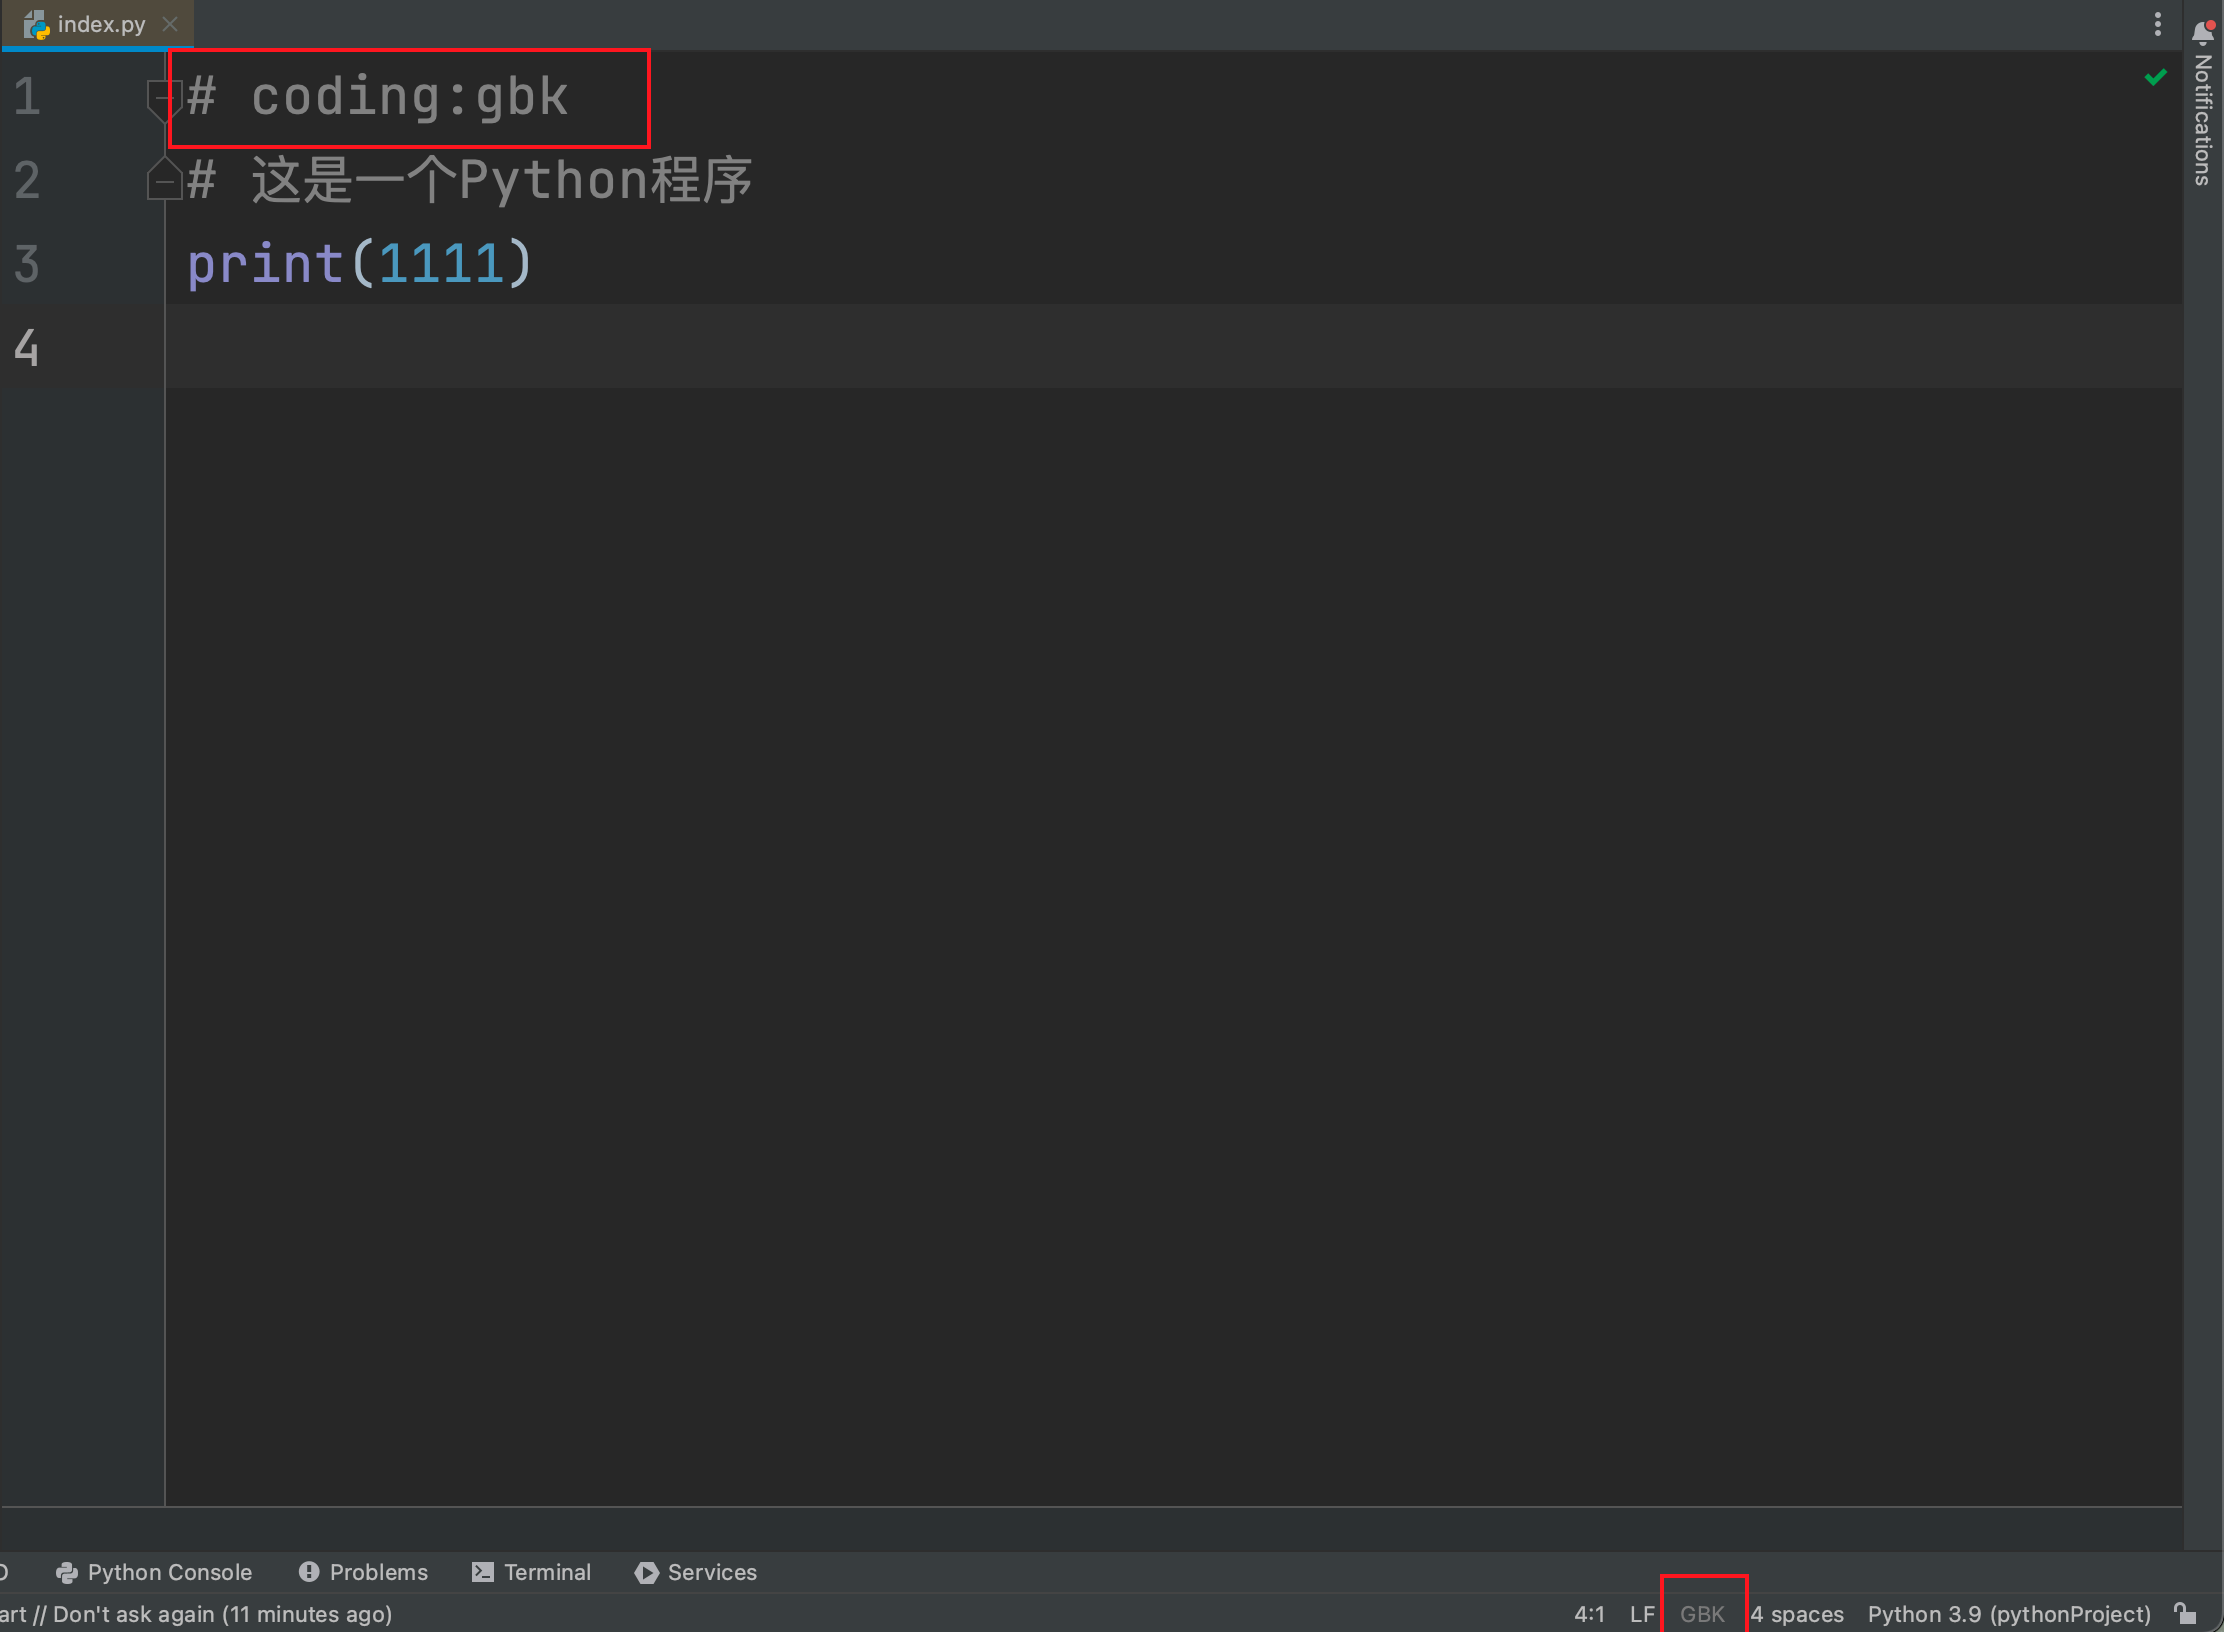 index.py
Notifications
1 # coding:gbk
2 # 这是一个Python程序
3 print(1111)
4
Python Console Problems Terminal Services
art // Don't ask again (11 minutes ago) 4:1 LF GBK 4 spaces Python 3.9 (pythonProject)